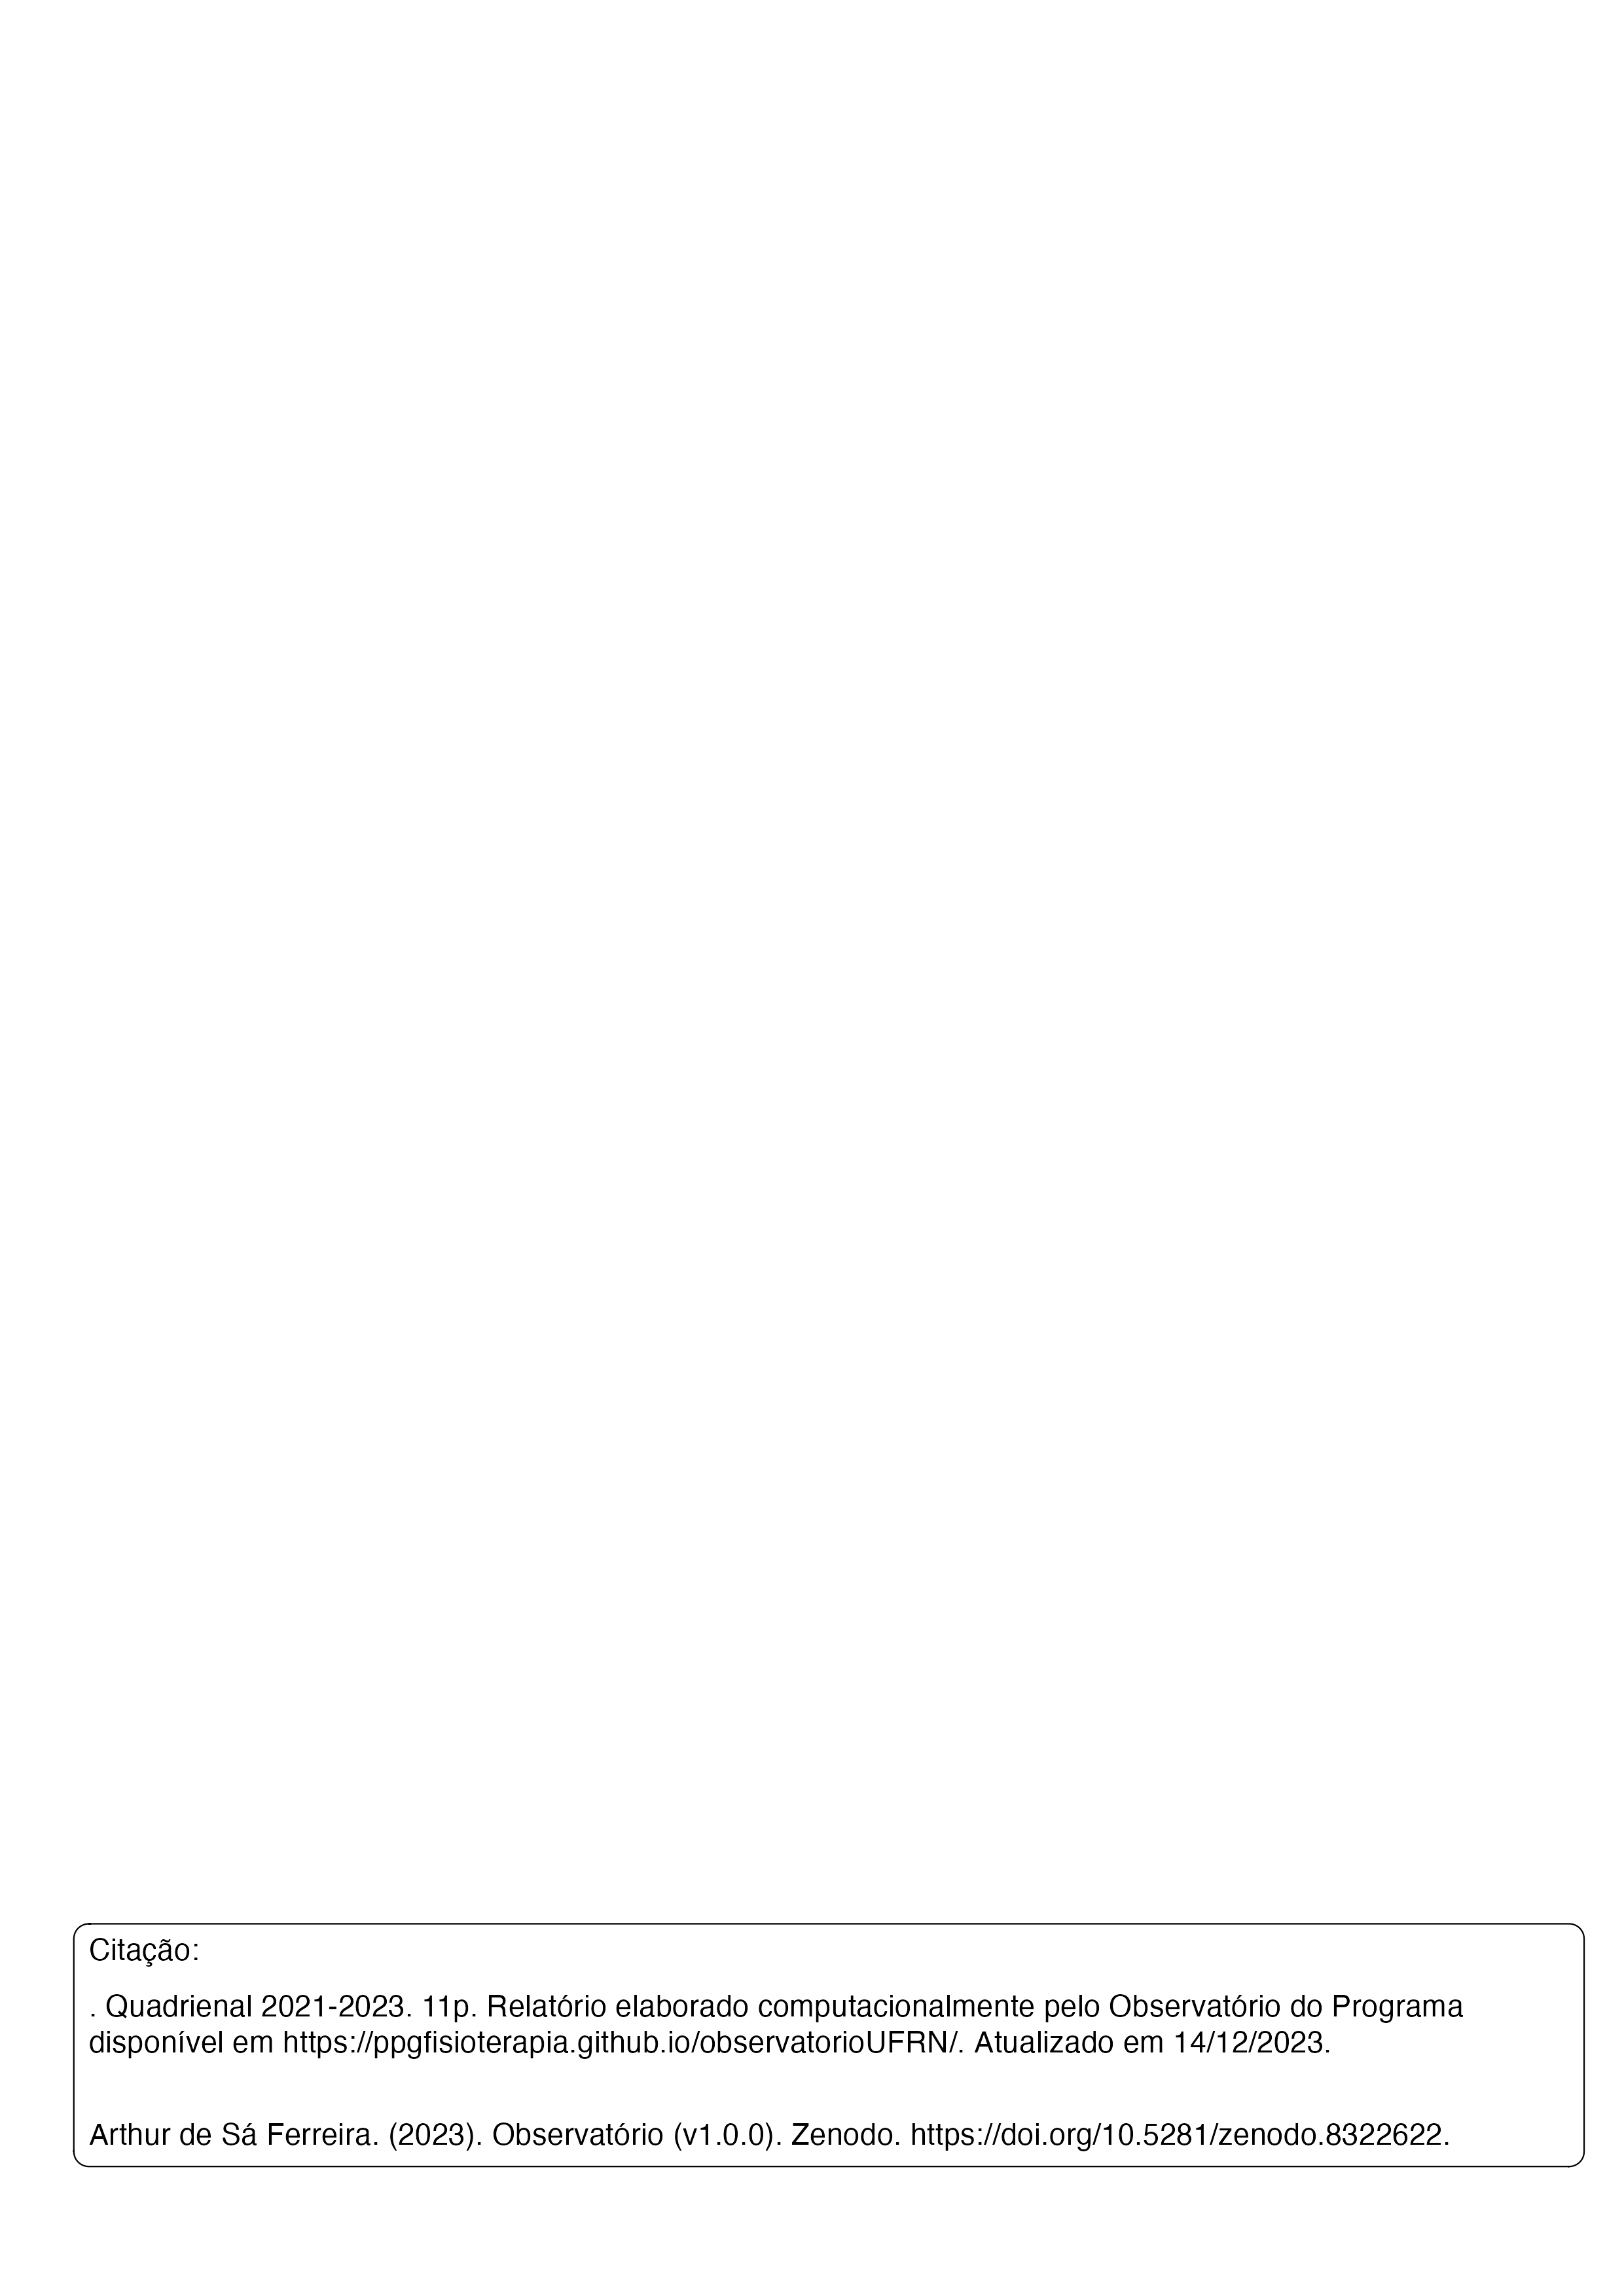 Citação:
. Quadrienal 2021-2023. 11p. Relatório elaborado computacionalmente pelo Observatório do Programa
disponível em https://ppgfisioterapia.github.io/observatorioUFRN/. Atualizado em 14/12/2023.
Arthur de Sá Ferreira. (2023). Observatório (v1.0.0). Zenodo. https://doi.org/10.5281/zenodo.8322622.